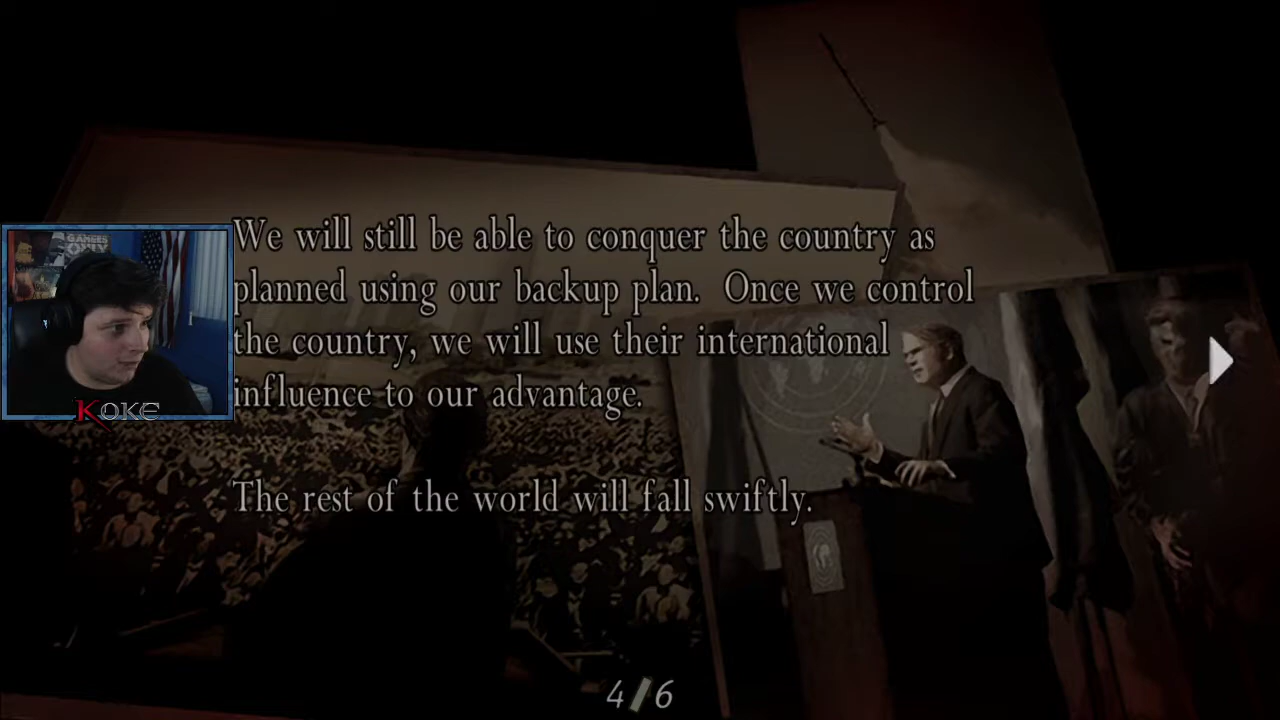 GAMERS
ONLY
We will still be able to conquer the country as
planned using our backup plan. Once we control
the country, we will use their international
influence to our advantage.
KOKE
The rest of the world will fall swiftly.
4/6